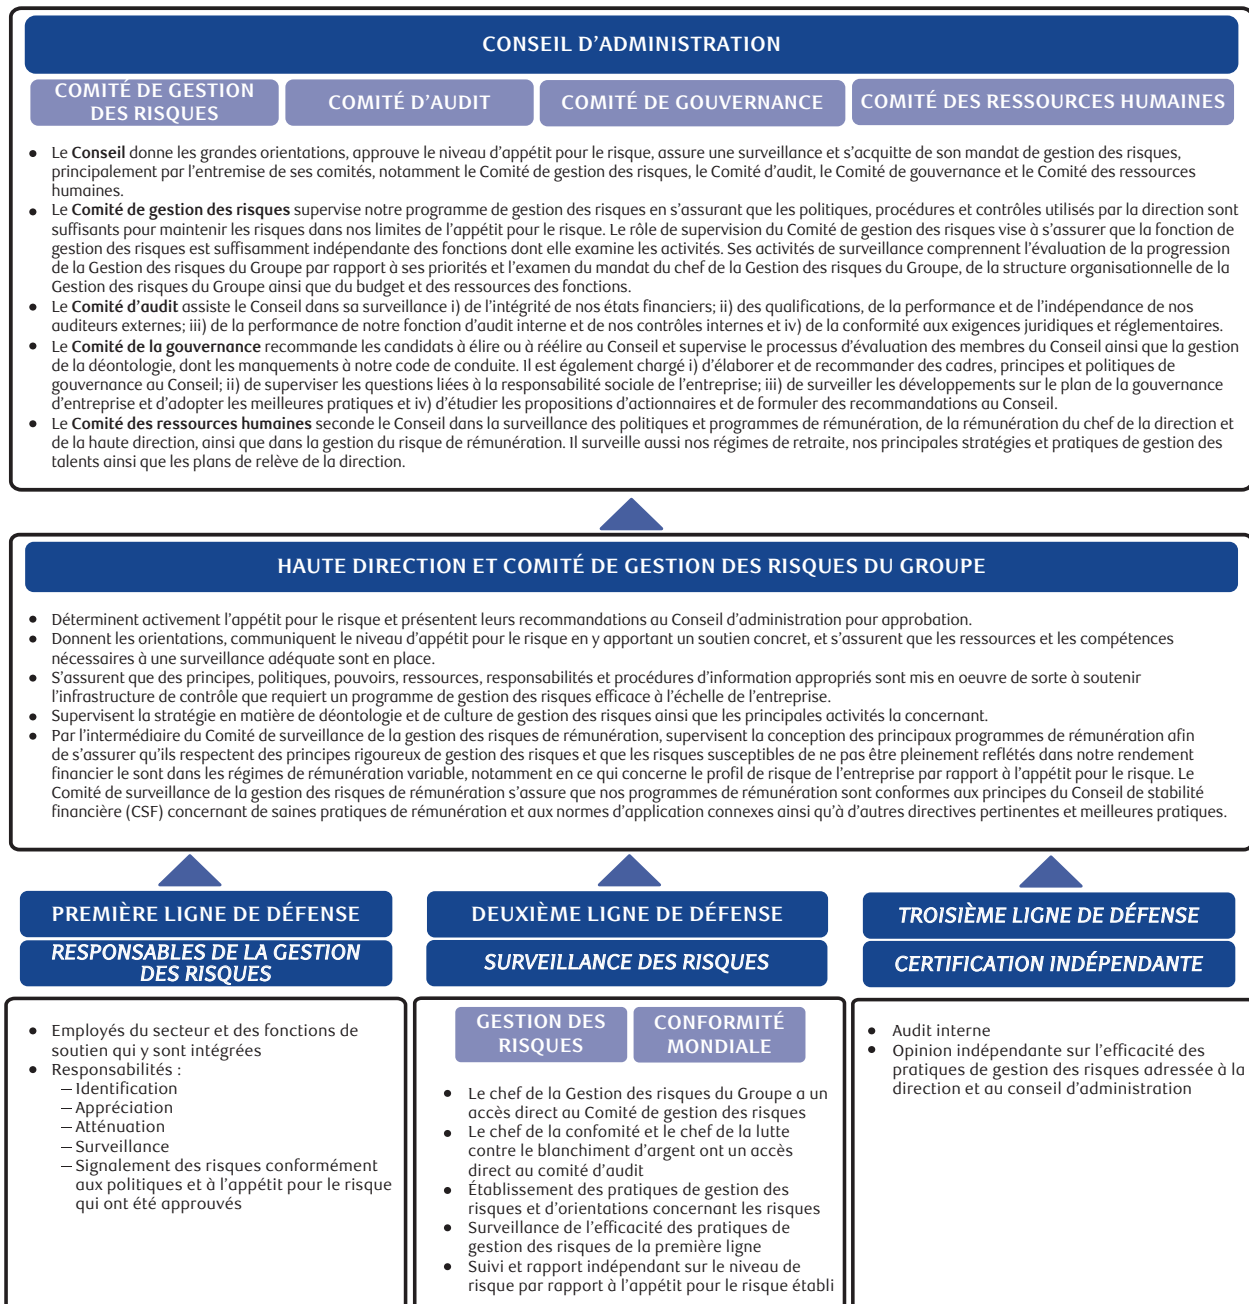 CONSEIL D'ADMINISTRATION
COMITÉ DE GESTION
DES RISQUES
COMITÉ D'AUDIT
COMITÉ DE GOUVERNANCE
COMITÉ DES RESSOURCES HUMAINES
• Le Conseil donne les grandes orientations, approuve le niveau d'appétit pour le risque, assure une surveillance et s'acquitte de son mandat de gestion des risques,
principalement par l'entremise de ses comités, notamment le Comité de gestion des risques, le Comité d'audit, le Comité de gouvernance et le Comité des ressources
humaines.
• Le Comité de gestion des risques supervise notre programme de gestion des risques en s'assurant que les politiques, procédures et contrôles utilisés par la direction sont
suffisants pour maintenir les risques dans nos limites de l'appétit pour le risque. Le rôle de supervision du Comité de gestion des risques vise à s'assurer que la fonction de
gestion des risques est suffisamment indépendante des fonctions dont elle examine les activités. Ses activités de surveillance comprennent l'évaluation de la progression
de la Gestion des risques du Groupe par rapport à ses priorités et l'examen du mandat du chef de la Gestion des risques du Groupe, de la structure organisationnelle de la
Gestion des risques du Groupe ainsi que du budget et des ressources des fonctions.
• Le Comité d'audit assiste le Conseil dans sa surveillance i) de l'intégrité de nos états financiers; ii) des qualifications, de la performance et de l'indépendance de nos
auditeurs externes; iii) de la performance de notre fonction d'audit interne et de nos contrôles internes et iv) de la conformité aux exigences juridiques et réglementaires.
• Le Comité de la gouvernance recommande les candidats à élire ou à réélire au Conseil et supervise le processus d'évaluation des membres du Conseil ainsi que la gestion
de la déontologie, dont les manquements à notre code de conduite. Il est également chargé i) d'élaborer et de recommander des cadres, principes et politiques de
gouvernance au Conseil; ii) de superviser les questions liées à la responsabilité sociale de l'entreprise; iii) de surveiller les développements sur le plan de la gouvernance
d'entreprise et d'adopter les meilleures pratiques et iv) d'étudier les propositions d'actionnaires et de formuler des recommandations au Conseil.
• Le Comité des ressources humaines seconde le Conseil dans la surveillance des politiques et programmes de rémunération, de la rémunération du chef de la direction et
de la haute direction, ainsi que dans la gestion du risque de rémunération. Il surveille aussi nos régimes de retraite, nos principales stratégies et pratiques de gestion des
talents ainsi que les plans de relève de la direction.
HAUTE DIRECTION ET COMITÉ DE GESTION DES RISQUES DU GROUPE
• Déterminent activement l'appétit pour le risque et présentent leurs recommandations au Conseil d'administration pour approbation.
• Donnent les orientations, communiquent le niveau d'appétit pour le risque en y apportant un soutien concret, et s'assurent que les ressources et les compétences
nécessaires à une surveillance adéquate sont en place.
• S'assurent que des principes, politiques, pouvoirs, ressources, responsabilités et procédures d'information appropriés sont mis en oeuvre de sorte à soutenir
l'infrastructure de contrôle que requiert un programme de gestion des risques efficace à l'échelle de l'entreprise.
• Supervisent la stratégie en matière de déontologie et de culture de gestion des risques ainsi que les principales activités la concernant.
• Par l'intermédiaire du Comité de surveillance de la gestion des risques de rémunération, supervisent la conception des principaux programmes de rémunération afin
de s'assurer qu'ils respectent des principes rigoureux de gestion des risques et que les risques susceptibles de ne pas être pleinement reflétés dans notre rendement
financier le sont dans les régimes de rémunération variable, notamment en ce qui concerne le profil de risque de l'entreprise par rapport à l'appétit pour le risque. Le
Comité de surveillance de la gestion des risques de rémunération s'assure que nos programmes de rémunération sont conformes aux principes du Conseil de stabilité
financière (CSF) concernant de saines pratiques de rémunération et aux normes d'application connexes ainsi qu'à d'autres directives pertinentes et meilleures pratiques.
PREMIÈRE LIGNE DE DÉFENSE
RESPONSABLES DE LA GESTION
DES RISQUES
• Employés du secteur et des fonctions de
soutien qui y sont intégrées
• Responsabilités :
– Identification
– Appréciation
– Atténuation
– Surveillance
– Signalement des risques conformément
aux politiques et à l'appétit pour le risque
qui ont été approuvés
DEUXIÈME LIGNE DE DÉFENSE
SURVEILLANCE DES RISQUES
GESTION DES
RISQUES
CONFORMITÉ
MONDIALE
• Le chef de la Gestion des risques du Groupe a un
accès direct au Comité de gestion des risques
• Le chef de la confomité et le chef de la lutte
contre le blanchiment d'argent ont un accès
direct au comité d'audit
• Établissement des pratiques de gestion des
risques et d'orientations concernant les risques
• Surveillance de l'efficacité des pratiques de
gestion des risques de la première ligne
• Suivi et rapport indépendant sur le niveau de
risque par rapport à l'appétit pour le risque établi
TROISIÈME LIGNE DE DÉFENSE
CERTIFICATION INDÉPENDANTE
• Audit interne
• Opinion indépendante sur l'efficacité des
pratiques de gestion des risques adressée à la
direction et au conseil d'administration